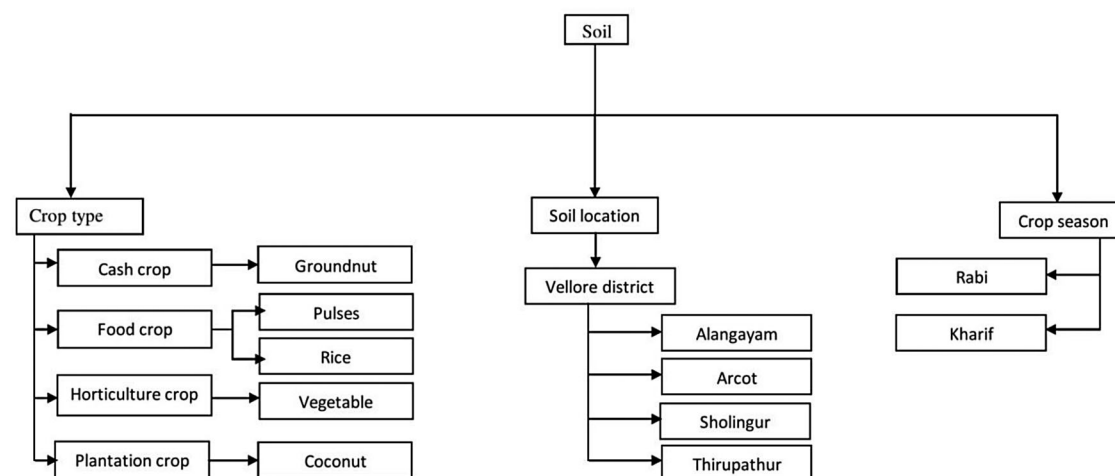 Soil
Crop type
Cash crop
Groundnut
Food crop
Pulses
Rice
Horticulture crop
Vegetable
Plantation crop
Coconut
Soil location
Vellore district
Alangayam
Arcot
Sholingur
Thirupathur
Crop season
Rabi
Kharif